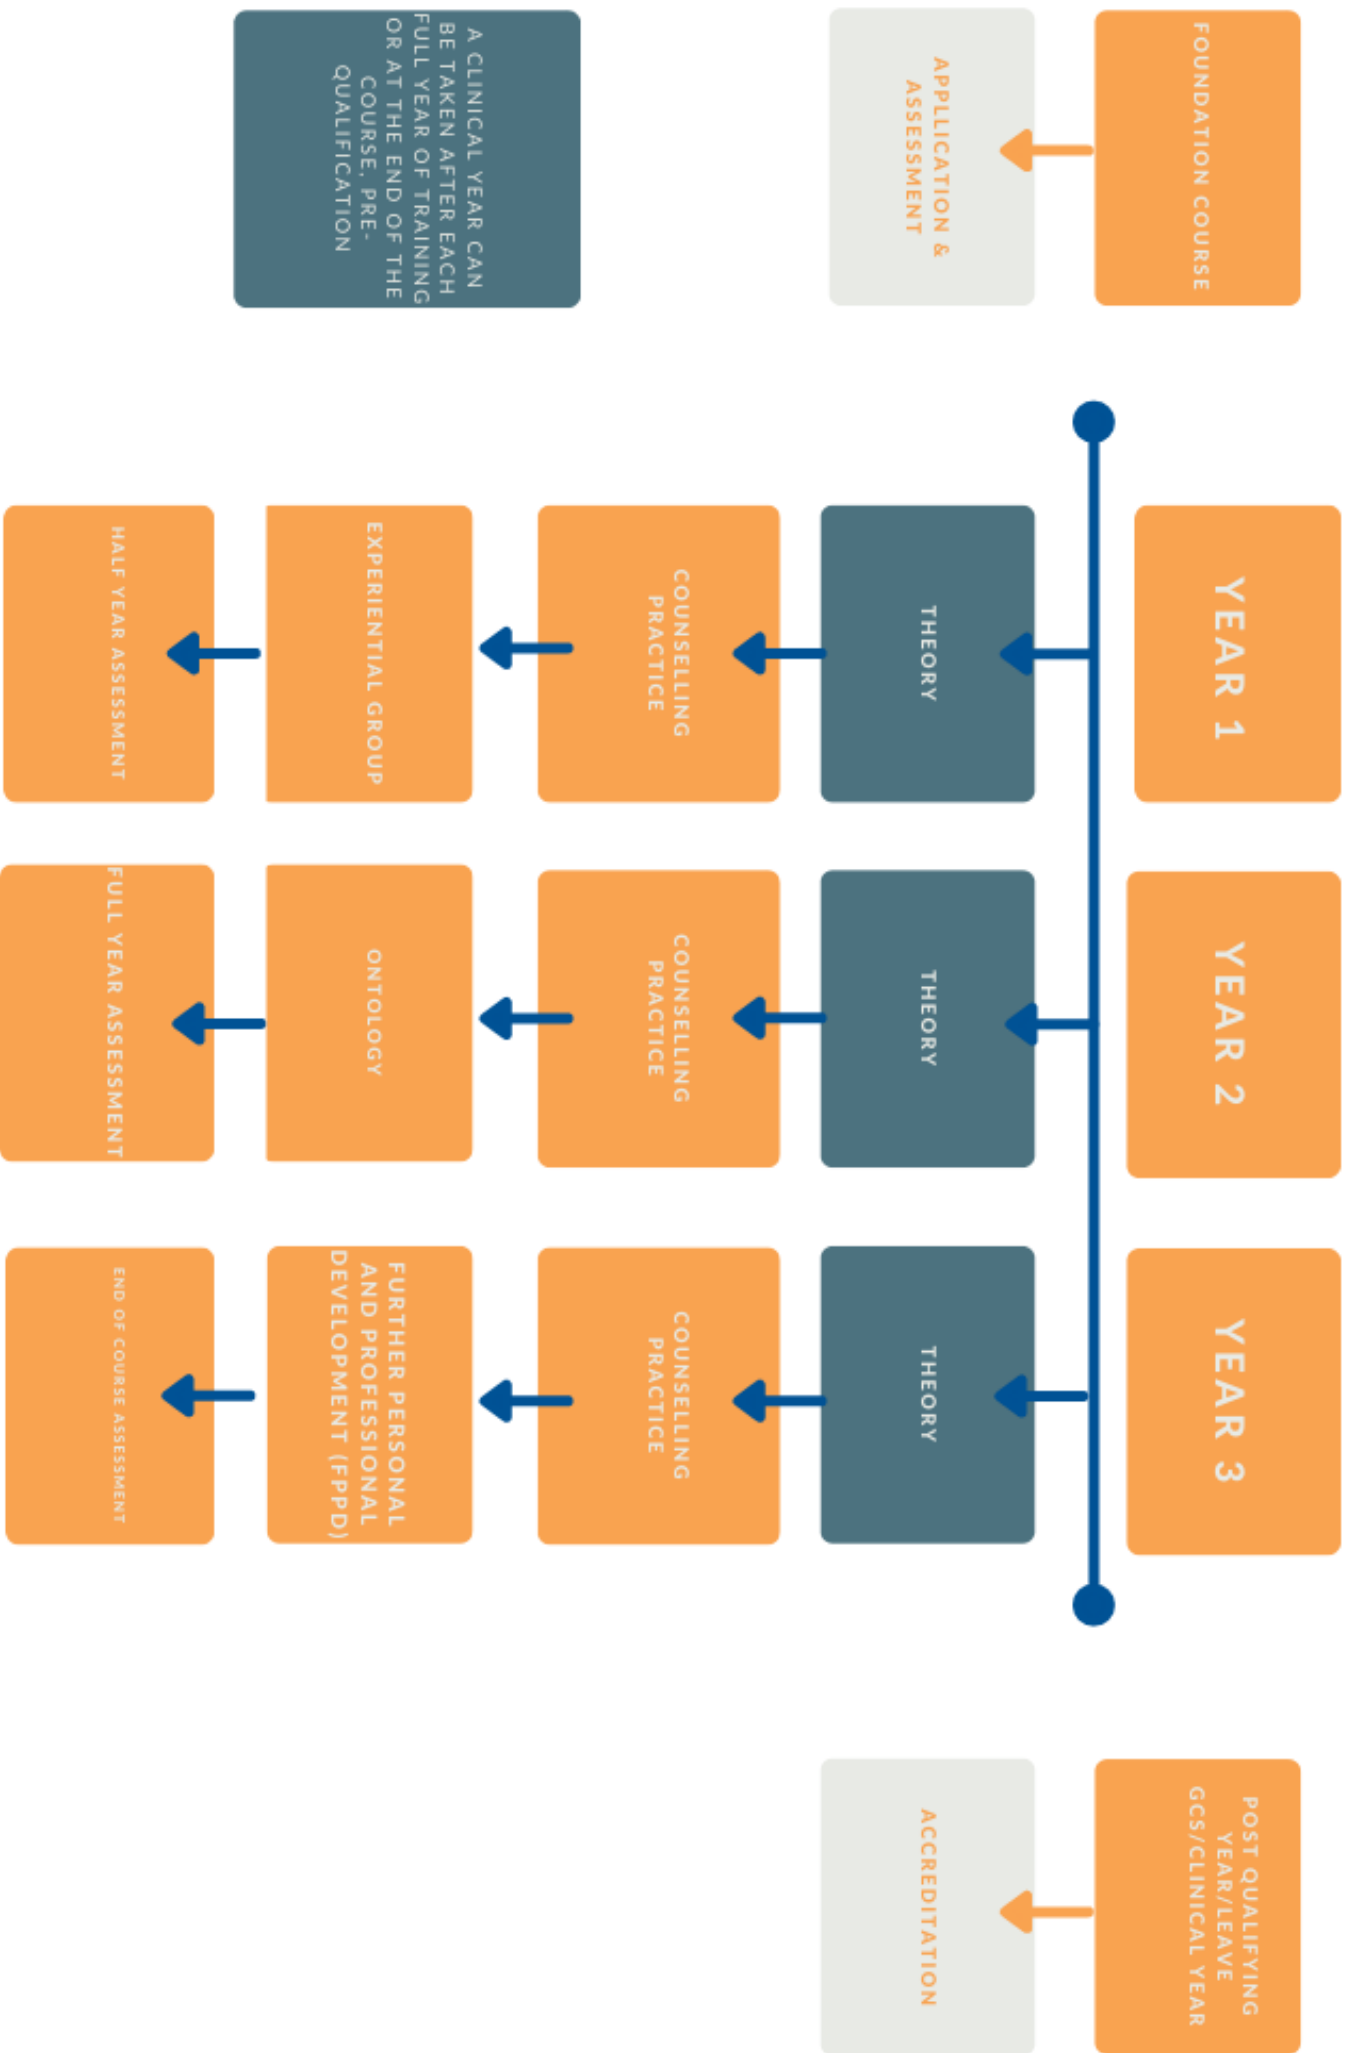 FOUNDATION COURSE
APPLLICATION &
ASSESSMENT
A CLINICAL YEAR CAN
BE TAKEN AFTER EACH
FULL YEAR OF TRAINING
OR AT THE END OF THE
COURSE, PRE-
QUALIFICATION
YEAR 1
THEORY
COUNSELLING
PRACTICE
EXPERIENTIAL GROUP
HALF YEAR ASSESSMENT
YEAR 2
THEORY
COUNSELLING
PRACTICE
ONTOLOGY
FULL YEAR ASSESSMENT
YEAR 3
THEORY
COUNSELLING
PRACTICE
FURTHER PERSONAL
AND PROFESSIONAL
DEVELOPMENT (FPPD)
END OF COURSE ASSESSMENT
POST QUALIFYING
YEAR/LEAVE
GCS/CLINICAL YEAR
ACCREDITATION